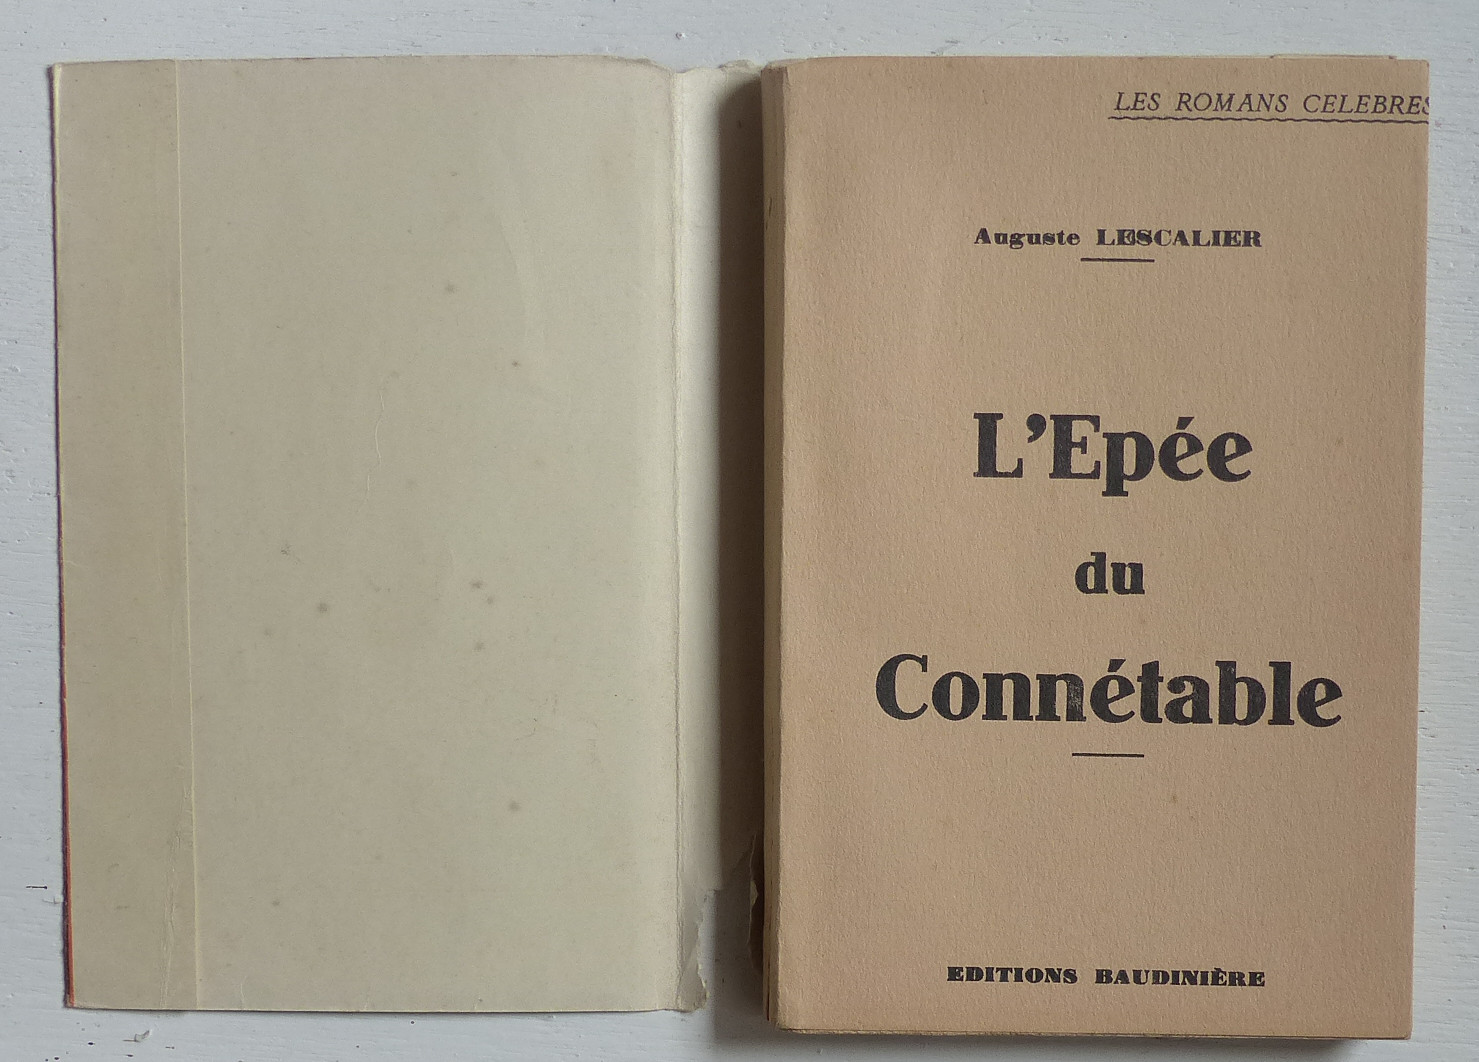 LES ROMANS CELEBRES
Auguste LESCALIER
L'Epée
du
Connétable
EDITIONS BAUDINIÈRE